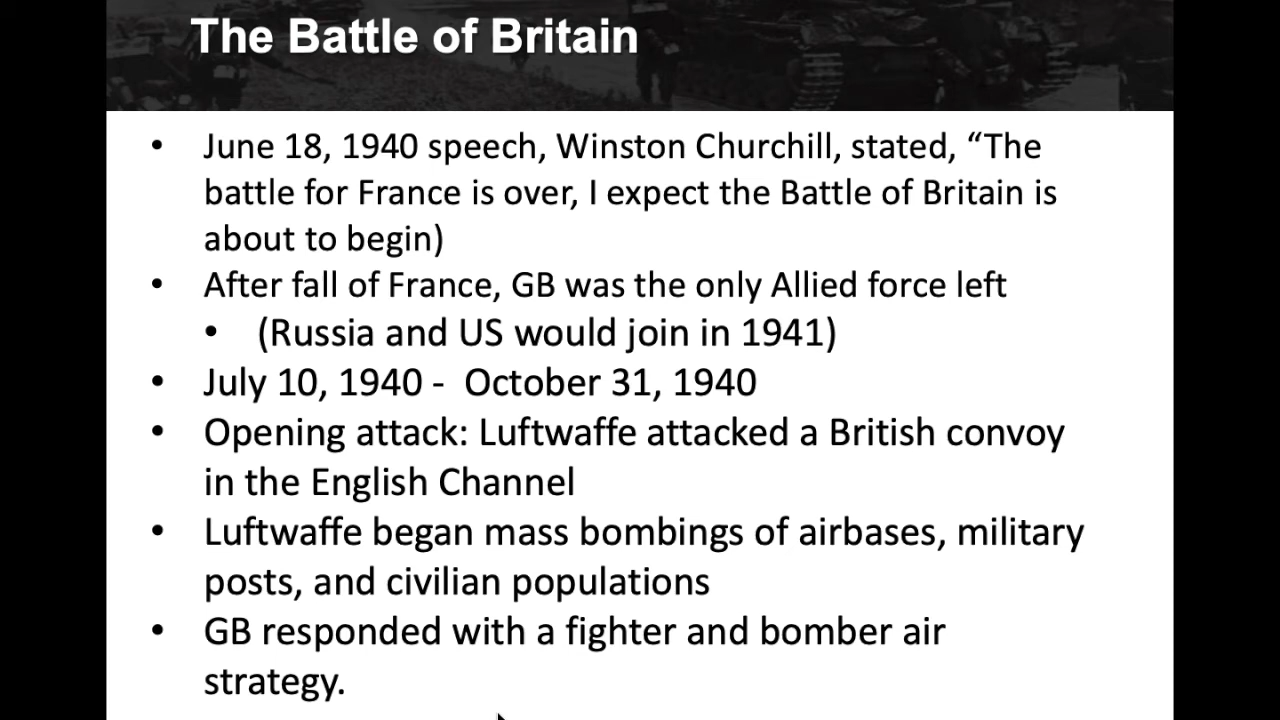 The Battle of Britain
• June 18, 1940 speech, Winston Churchill, stated, “The
battle for France is over, I expect the Battle of Britain is
about to begin)
• After fall of France, GB was the only Allied force left
• (Russia and US would join in 1941)
• July 10, 1940 - October 31, 1940
• Opening attack: Luftwaffe attacked a British convoy
in the English Channel
• Luftwaffe began mass bombings of airbases, military
posts, and civilian populations
• GB responded with a fighter and bomber air
strategy.